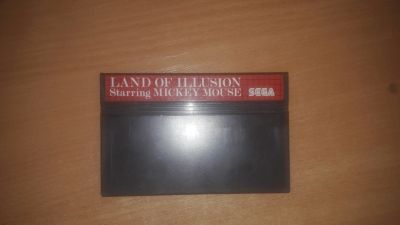 LAND OF ILLUSION
Starring MICKEY MOUSE SEGA